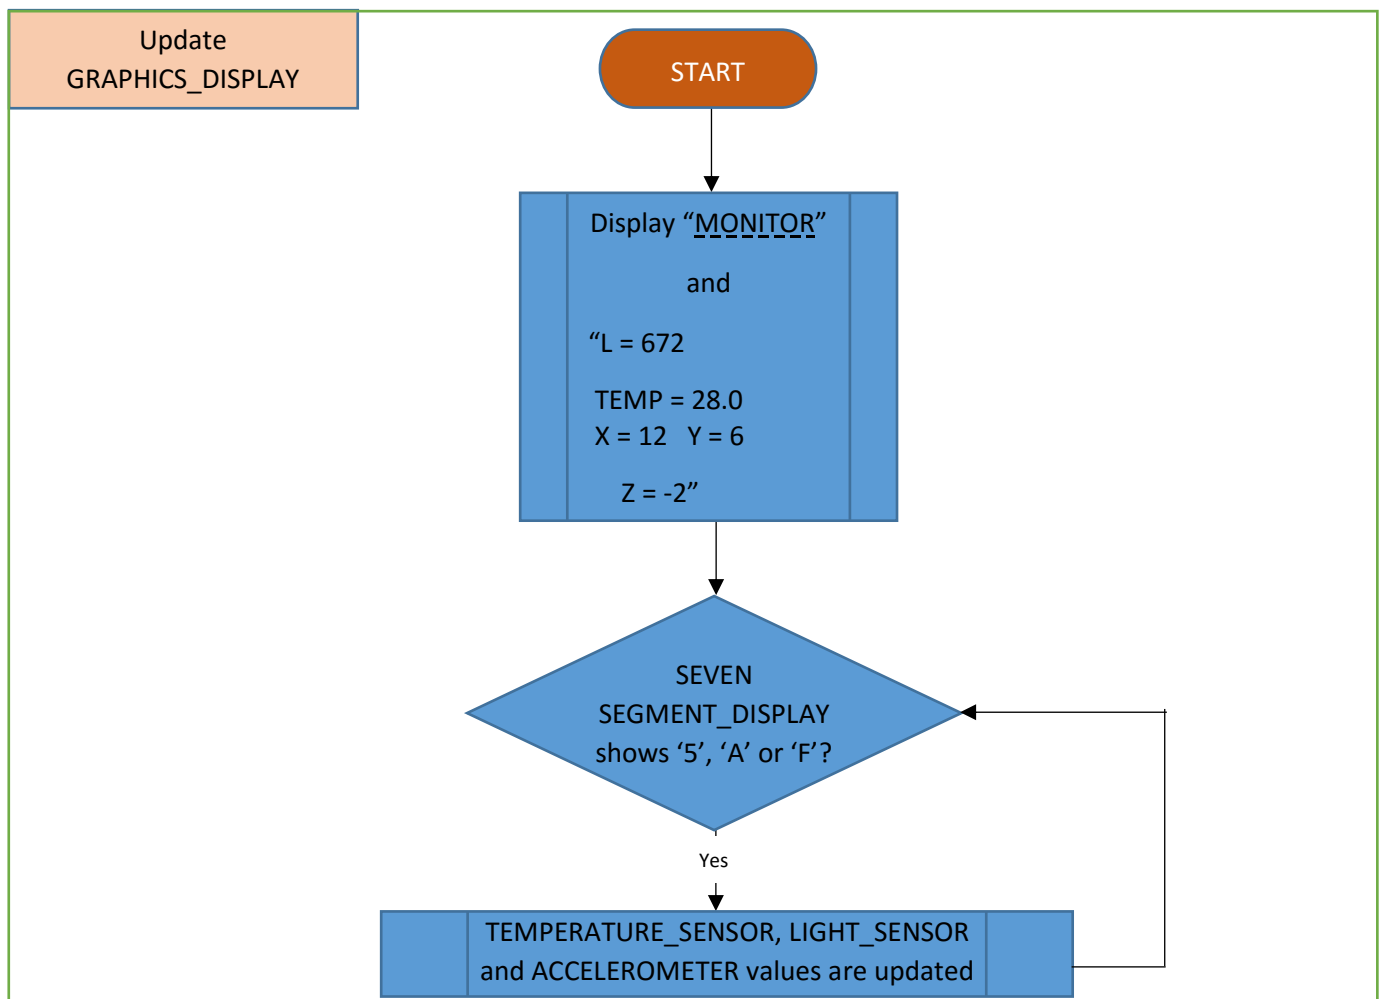 Update
GRAPHICS_DISPLAY
START
Display “MONITOR”
and
“L = 672
TEMP = 28.0
X = 12   Y = 6
Z = -2”
SEVEN
SEGMENT_DISPLAY
shows ‘5’, ‘A’ or ‘F’?
Yes
TEMPERATURE_SENSOR, LIGHT_SENSOR
and ACCELEROMETER values are updated